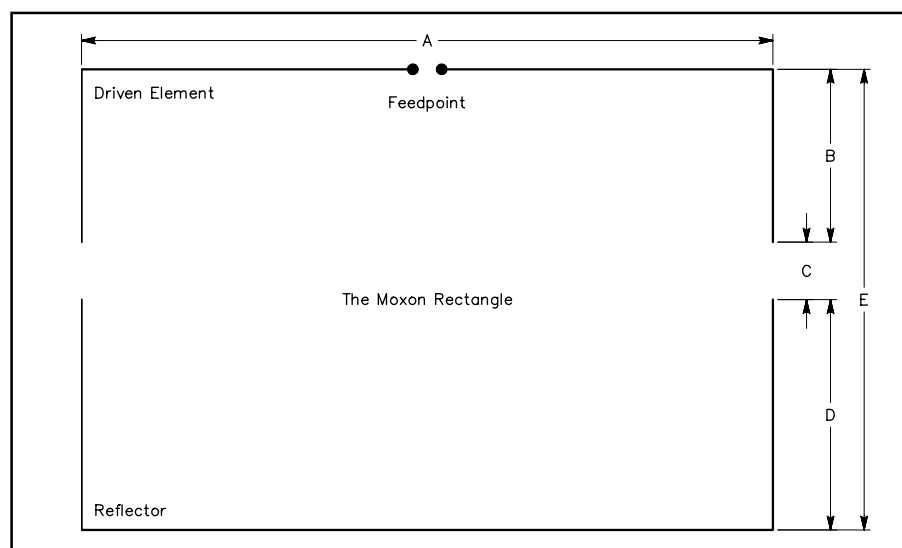 A
Driven Element
Feedpoint
B
C
The Moxon Rectangle
E
D
Reflector